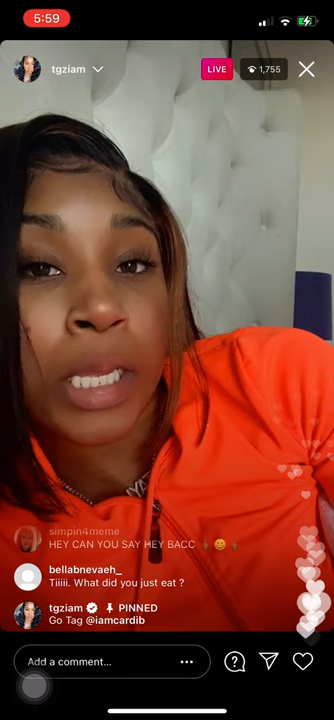 5:59
tgziam
LIVE
1,755
simpin4meme
HEY CAN YOU SAY HEY BACC
bellabnevaeh_
Tiiiii. What did you just eat ?
tgziam PINNED
Go Tag @iamcardib
Add a comment...